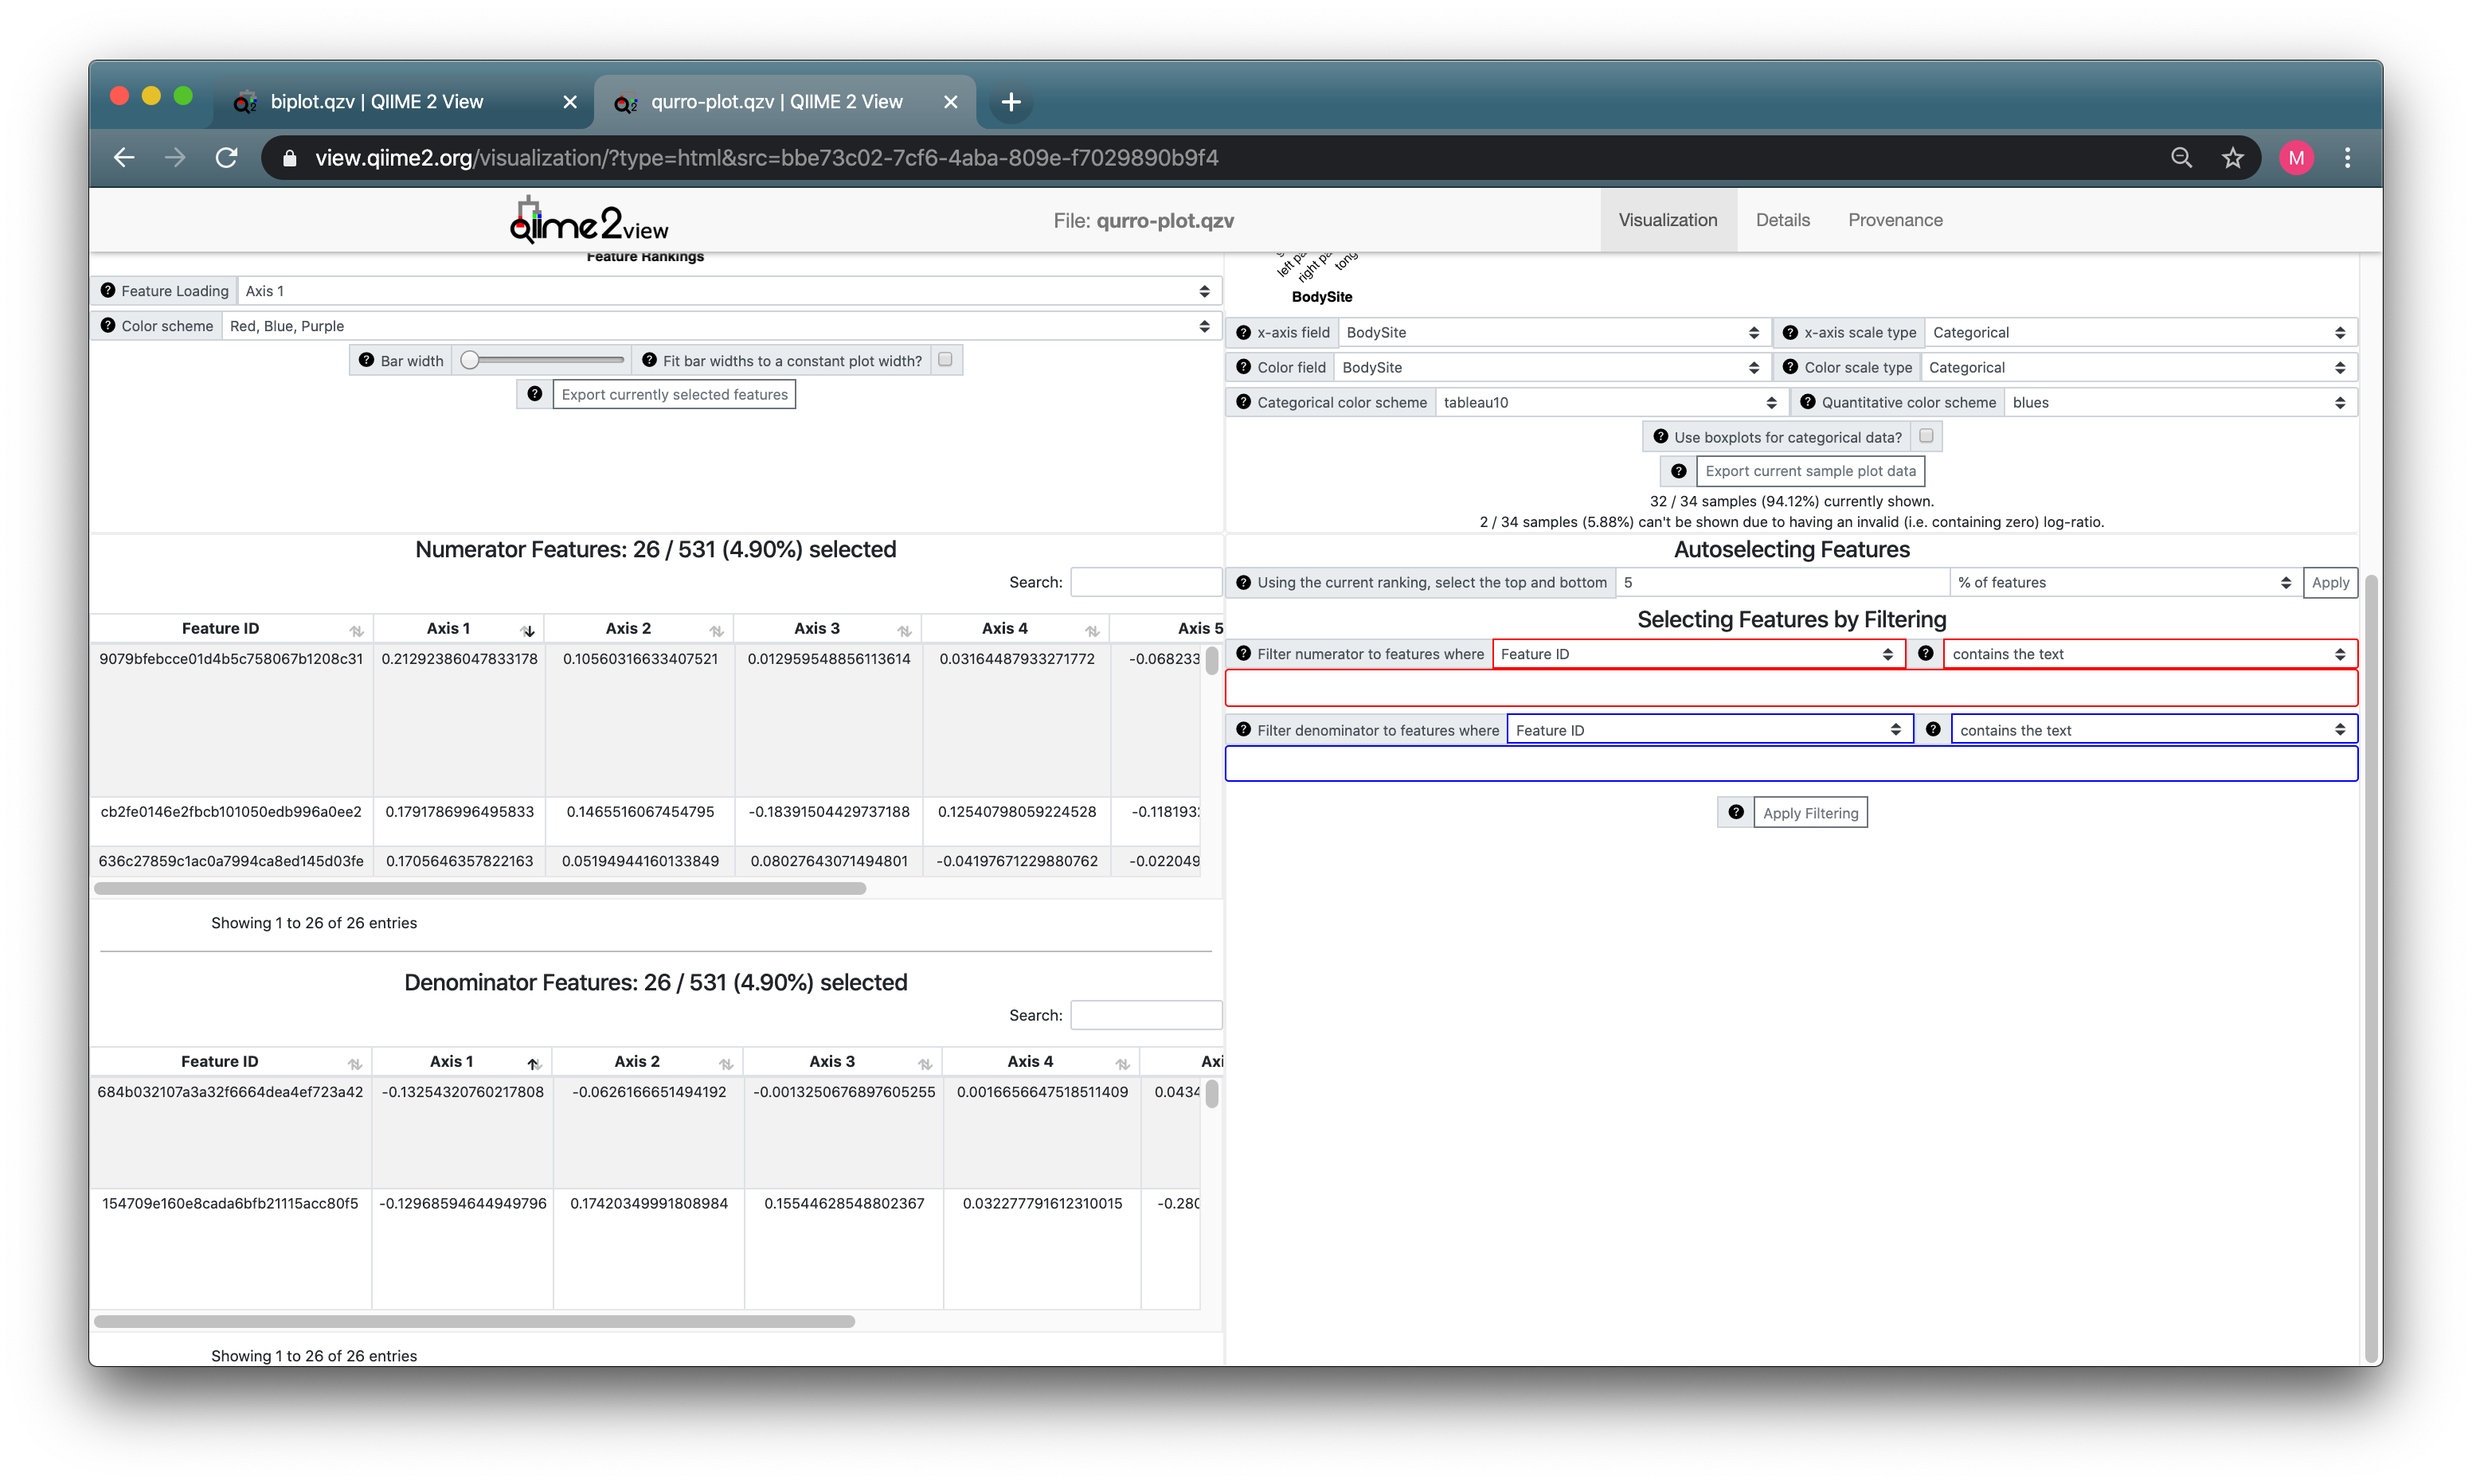 biplot.qzv | QIIME 2 View
qurro-plot.qzv | QIIME 2 View
view.qiime2.org/visualization/?type=html&src=bbe73c02-7cf6-4aba-809e-f7029890b9f4
M
qiime2view
File: qurro-plot.qzv
Visualization
Details
Provenance
Feature Rankings
Feature Loading
Axis 1
Color scheme
Red, Blue, Purple
Bar width
Fit bar widths to a constant plot width?
Export currently selected features
left pa
right pa
tong
BodySite
x-axis field
BodySite
x-axis scale type
Categorical
Color field
BodySite
Color scale type
Categorical
Categorical color scheme
tableau10
Quantitative color scheme
blues
Use boxplots for categorical data?
Export current sample plot data
32 / 34 samples (94.12%) currently shown.
2 / 34 samples (5.88%) can't be shown due to having an invalid (i.e. containing zero) log-ratio.
Numerator Features: 26 / 531 (4.90%) selected
Search:
Feature ID Axis 1 Axis 2 Axis 3 Axis 4 Axis 5
9079bfebcce01d4b5c758067b1208c31 0.21292386047833178 0.10560316633407521 0.012959548856113614 0.03164487933271772 -0.068233
cb2fe0146e2fbcb101050edb996a0ee2 0.1791786996495833 0.1465516067454795 -0.18391504429737188 0.12540798059224528 -0.118193
636c27859c1ac0a7994ca8ed145d03fe 0.1705646357822163 0.05194944160133849 0.08027643071494801 -0.04197671229880762 -0.022049
Showing 1 to 26 of 26 entries
Denominator Features: 26 / 531 (4.90%) selected
Search:
Feature ID Axis 1 Axis 2 Axis 3 Axis 4 Axi
684b032107a3a32f6664dea4ef723a42 -0.13254320760217808 -0.0626166651494192 -0.0013250676897605255 0.0016656647518511409 0.0434
154709e160e8cada6bfb21115acc80f5 -0.12968594644949796 0.17420349991808984 0.15544628548802367 0.032277791612310015 -0.280
Showing 1 to 26 of 26 entries
Autoselecting Features
Using the current ranking, select the top and bottom
5
% of features
Apply
Selecting Features by Filtering
Filter numerator to features where
Feature ID
contains the text
Filter denominator to features where
Feature ID
contains the text
Apply Filtering